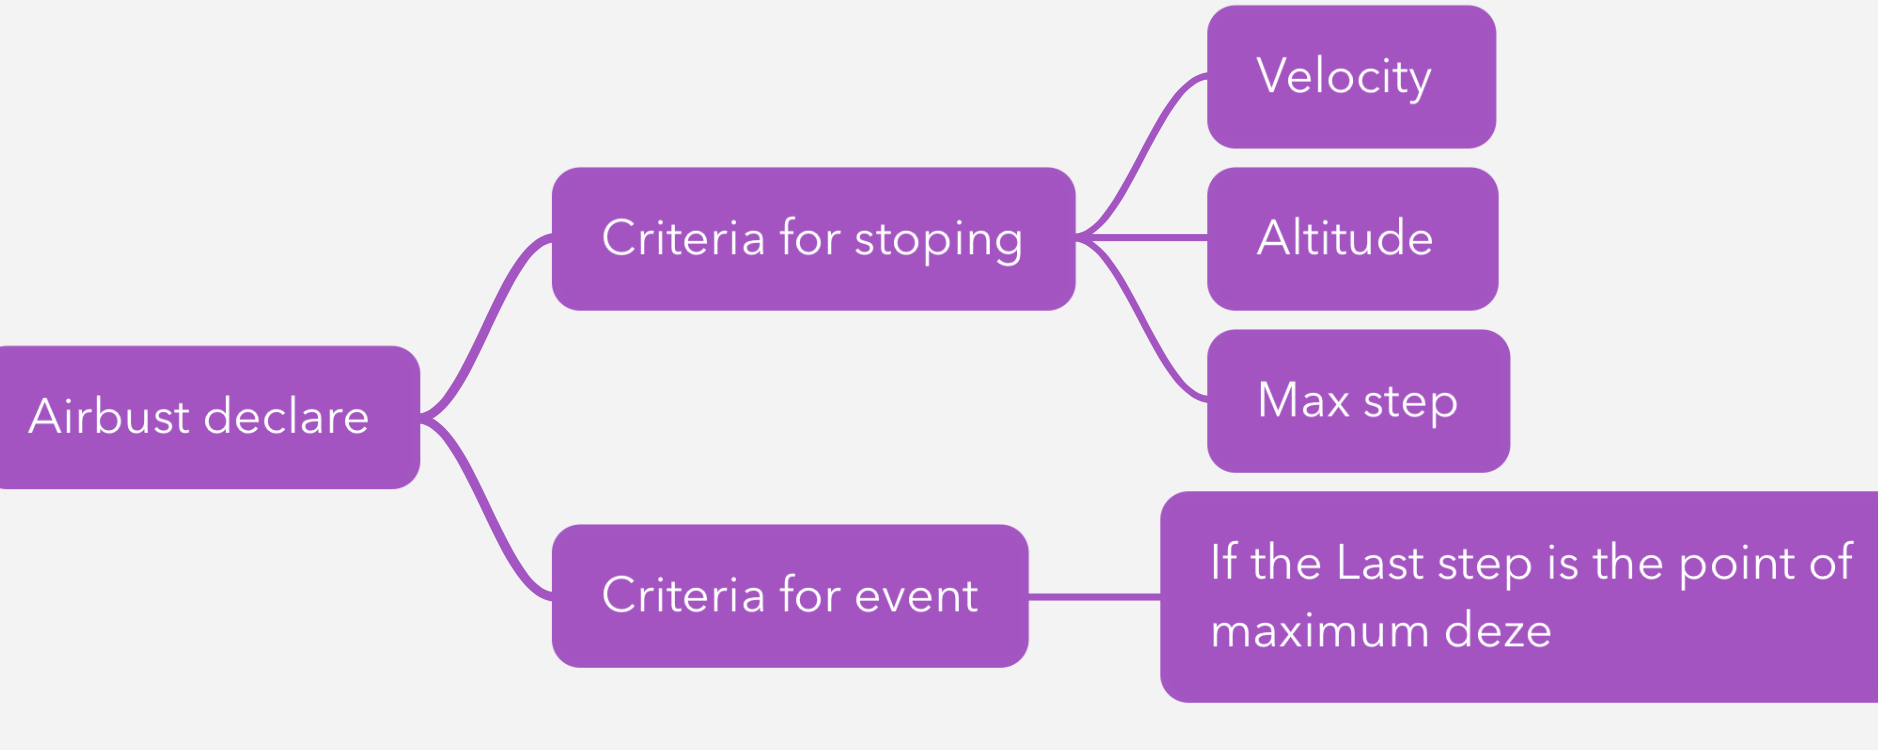 Airbust declare
Criteria for stoping
Velocity
Altitude
Max step
Criteria for event
If the Last step is the point of
maximum deze